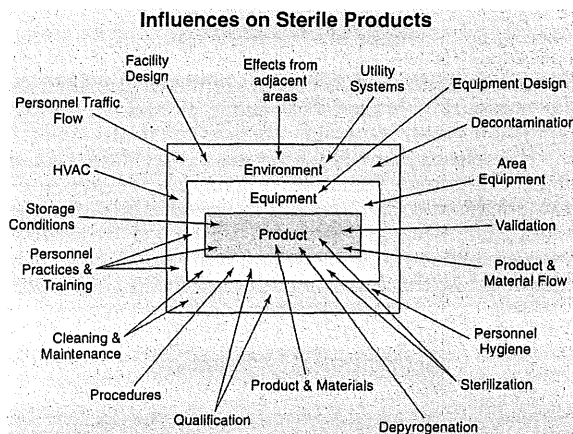 Influences on Sterile Products
Facility
Design
Effects from
adjacent
areas
Utility
Systems
Equipment Design
Personnel Traffic
Flow
Decontamination
Environment
HVAC
Area
Equipment
Equipment
Storage
Conditions
Product
Validation
Personnel
Practices &
Training
Product &
Material Flow
Cleaning &
Maintenance
Personnel
Hygiene
Procedures
Product & Materials
Sterilization
Qualification
Depyrogenation